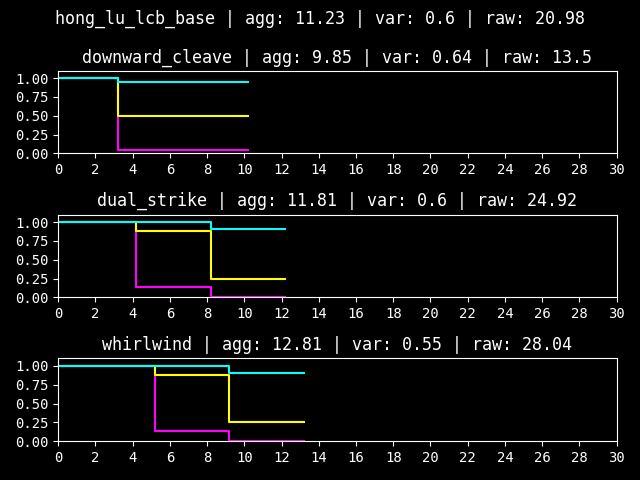 hong_lu_lcb_base | agg: 11.23 | var: 0.6 | raw: 20.98
downward_cleave | agg: 9.85 | var: 0.64 | raw: 13.5
1.00
0.75
0.50
0.25
0.00
0 2 4 6 8 10 12 14 16 18 20 22 24 26 28 30
dual_strike | agg: 11.81 | var: 0.6 | raw: 24.92
1.00
0.75
0.50
0.25
0.00
0 2 4 6 8 10 12 14 16 18 20 22 24 26 28 30
whirlwind | agg: 12.81 | var: 0.55 | raw: 28.04
1.00
0.75
0.50
0.25
0.00
0 2 4 6 8 10 12 14 16 18 20 22 24 26 28 30